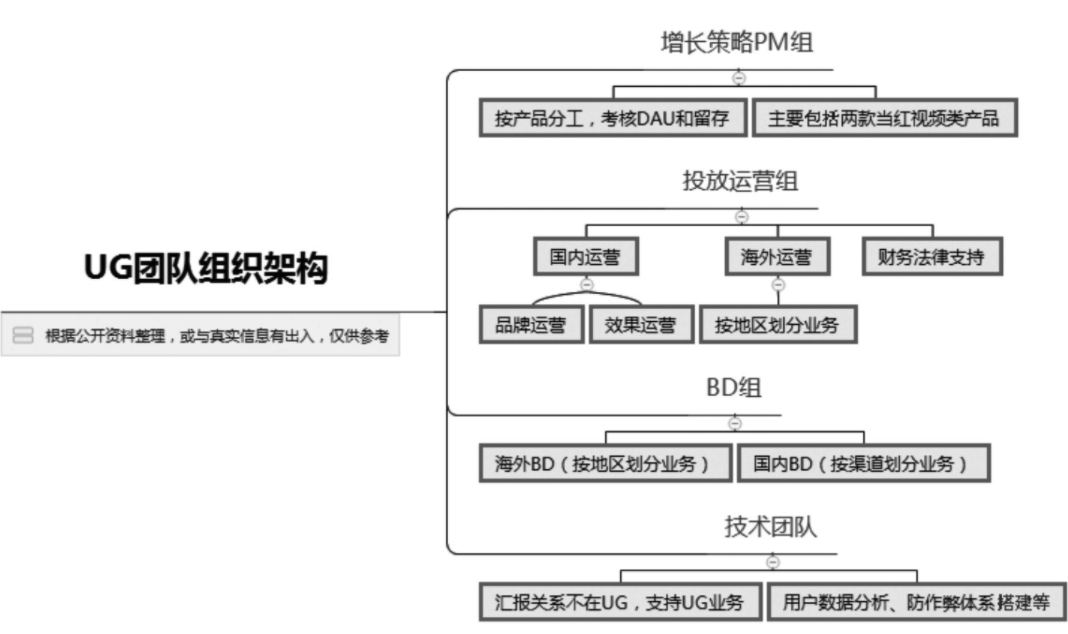 UG团队组织架构
根据公开资料整理，或与真实信息有出入，仅供参考
增长策略PM组
按产品分工，考核DAU和留存
主要包括两款当红视频类产品
投放运营组
国内运营
海外运营
财务法律支持
品牌运营
效果运营
按地区划分业务
BD组
海外BD（按地区划分业务）
国内BD（按渠道划分业务）
技术团队
汇报关系不在UG，支持UG业务
用户数据分析、防作弊体系搭建等